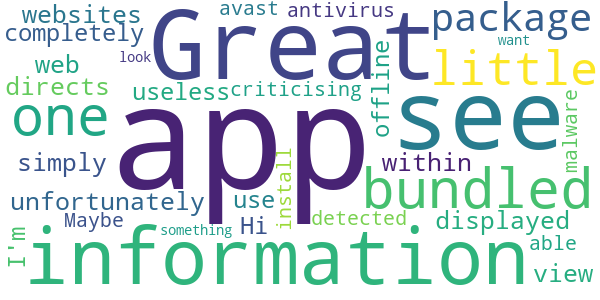 websites
avast
antivirus
package
completely
Great
look
want
web
little
directs
useless
criticising
offline
see
one
app
malware
simply
within
install
bundled
unfortunately
use
Maybe
Hi
detected
displayed
something
able
I'm
information
view